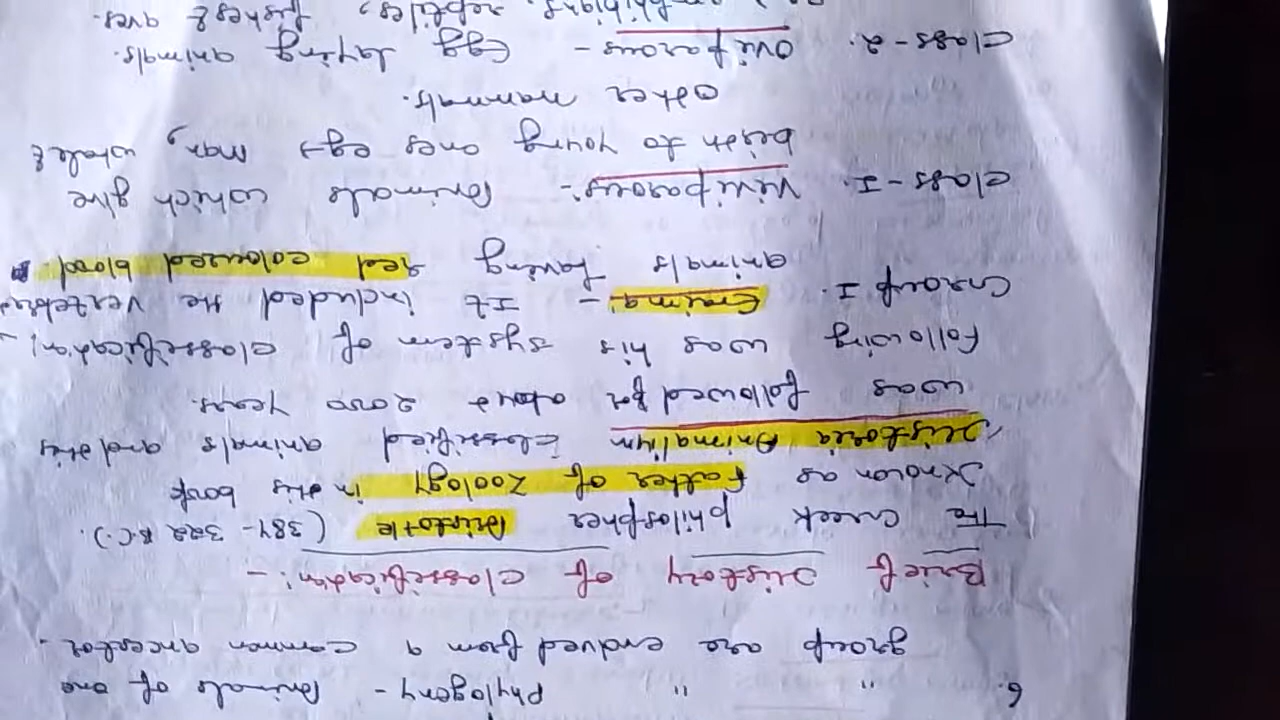 6. " " phylogeny - Animals of one
group are evolved from a common ancestor.
Brief History of classification:-
The Greek philospher Aristotle (384-322 B.C.).
Known as Father of Zoology in his book
Historia Animalium classified animals and this
was followed for about 2000 years.
Following was his system of classification,-
Group I. Enaima - It included the vertebra
animals having red coloured blood
Class-I. Viviparous:- Animals which give
birth to young ones eg→ man, whale &
other mammals.
Class-2. Oviparous - Egg laying animals.
amphibians, reptiles, fishes & aves